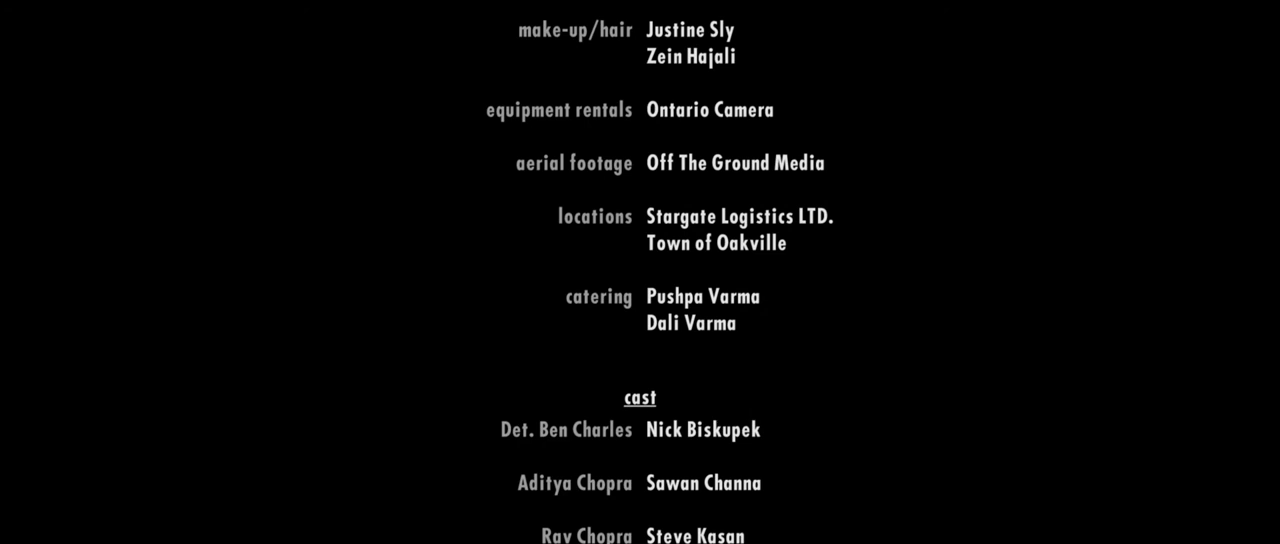 make-up/hair Justine Sly
Zein Hajali
equipment rentals Ontario Camera
aerial footage Off The Ground Media
locations Stargate Logistics LTD.
Town of Oakville
catering Pushpa Varma
Dali Varma
cast
Det. Ben Charles Nick Biskupek
Aditya Chopra Sawan Channa
Ray Chopra Steve Kasan